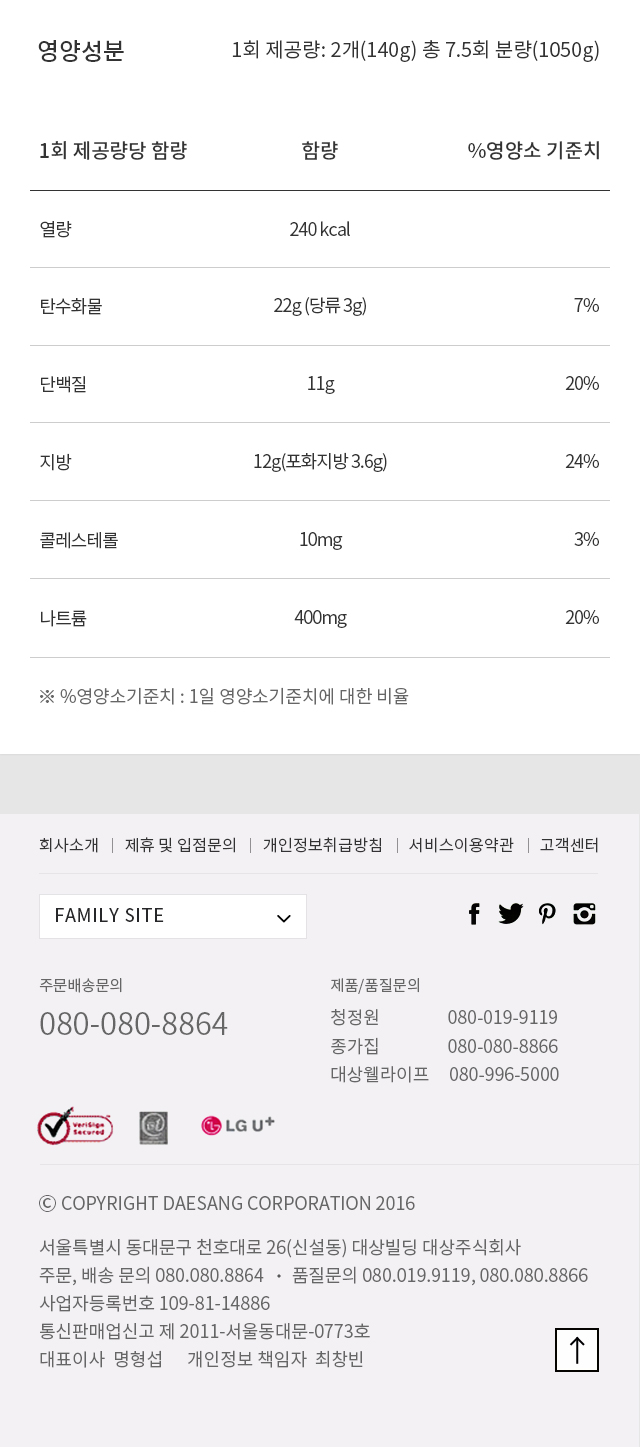 영양성분 1회 제공량: 2개(140g) 총 7.5회 분량(1050g)
1회 제공량당 함량 함량 %영양소 기준치
열량 240 kcal
탄수화물 22g (당류 3g) 7%
단백질 11g 20%
지방 12g(포화지방 3.6g) 24%
콜레스테롤 10mg 3%
나트륨 400mg 20%
※ %영양소기준치 : 1일 영양소기준치에 대한 비율
회사소개 | 제휴 및 입점문의 | 개인정보취급방침 | 서비스이용약관 | 고객센터
FAMILY SITE
주문배송문의
080-080-8864
제품/품질문의
청정원 080-019-9119
종가집 080-080-8866
대상웰라이프 080-996-5000
VeriSign
Secured
LG U+
ⓒ COPYRIGHT DAESANG CORPORATION 2016
서울특별시 동대문구 천호대로 26(신설동) 대상빌딩 대상주식회사
주문, 배송 문의 080.080.8864 · 품질문의 080.019.9119, 080.080.8866
사업자등록번호 109-81-14886
통신판매업신고 제 2011-서울동대문-0773호
대표이사 명형섭 개인정보 책임자 최창빈